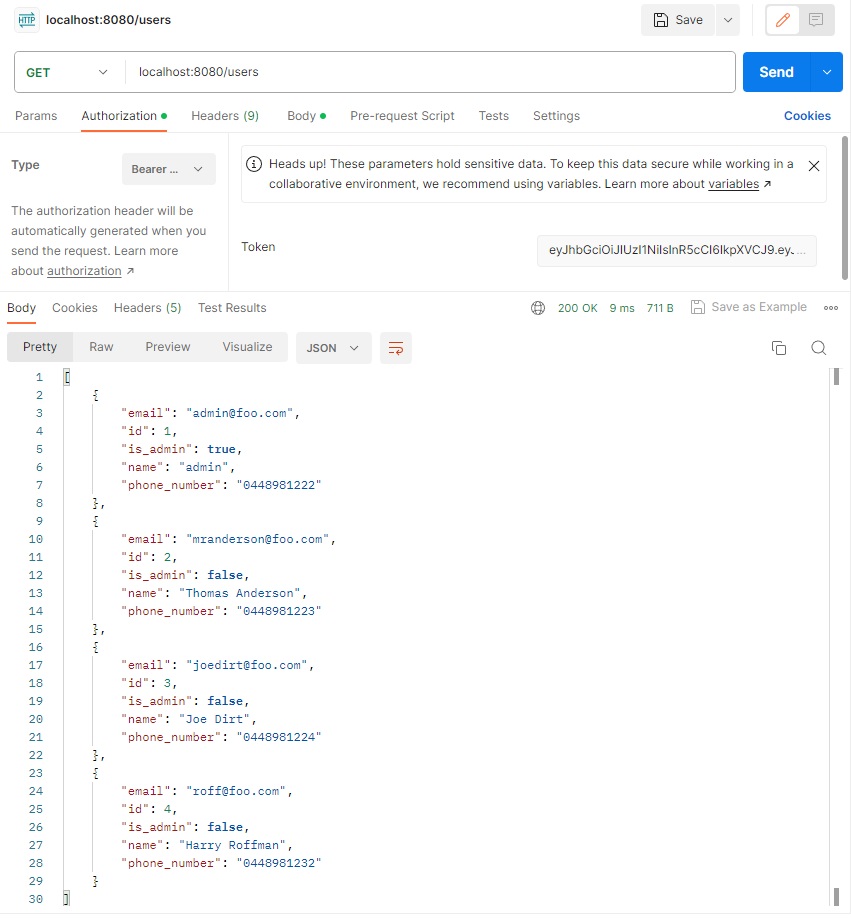 HTTP localhost:8080/users Save
GET localhost:8080/users Send
Params Authorization Headers (9) Body Pre-request Script Tests Settings Cookies
Type Bearer ...
The authorization header will be
automatically generated when you
send the request. Learn more
about authorization ↗
Heads up! These parameters hold sensitive data. To keep this data secure while working in a
collaborative environment, we recommend using variables. Learn more about variables ↗
Token eyJhbGciOiJIUzI1NiIsInR5cCI6IkpXVCJ9.eyJ...
Body Cookies Headers (5) Test Results 200 OK 9 ms 711 B Save as Example
Pretty Raw Preview Visualize JSON
1 [
2 {
3 "email": "admin@foo.com",
4 "id": 1,
5 "is_admin": true,
6 "name": "admin",
7 "phone_number": "0448981222"
8 },
9 {
10 "email": "mranderson@foo.com",
11 "id": 2,
12 "is_admin": false,
13 "name": "Thomas Anderson",
14 "phone_number": "0448981223"
15 },
16 {
17 "email": "joedirt@foo.com",
18 "id": 3,
19 "is_admin": false,
20 "name": "Joe Dirt",
21 "phone_number": "0448981224"
22 },
23 {
24 "email": "roff@foo.com",
25 "id": 4,
26 "is_admin": false,
27 "name": "Harry Roffman",
28 "phone_number": "0448981232"
29 }
30 ]